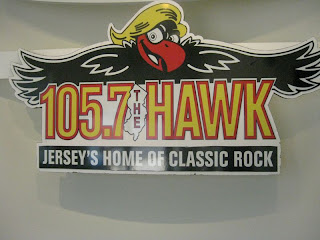 105.7 THE HAWK
JERSEY'S HOME OF CLASSIC ROCK